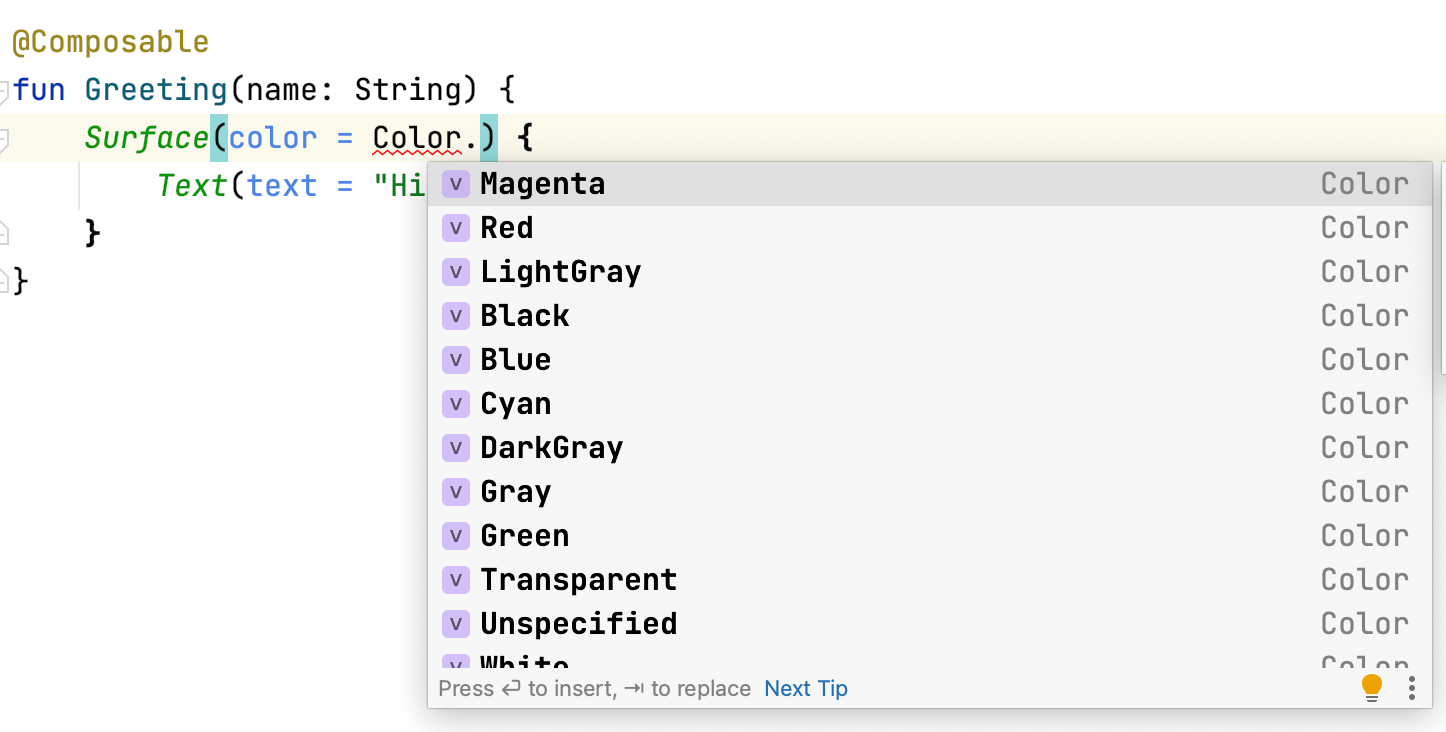 @Composable
fun Greeting(name: String) {
Surface(color = Color.) {
Text(text = "Hi
}
}
v Magenta Color
v Red Color
v LightGray Color
v Black Color
v Blue Color
v Cyan Color
v DarkGray Color
v Gray Color
v Green Color
v Transparent Color
v Unspecified Color
v White Color
Press ↵ to insert, ⇥ to replace Next Tip